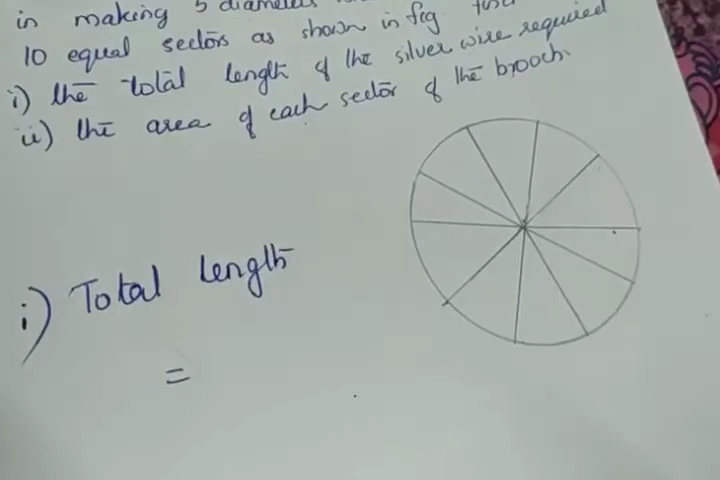 in making 5 diameters
10 equal sectors as shown in fig find
i) the total length of the silver wire required
ii) the area of each sector of the brooch.
i) Total length
=